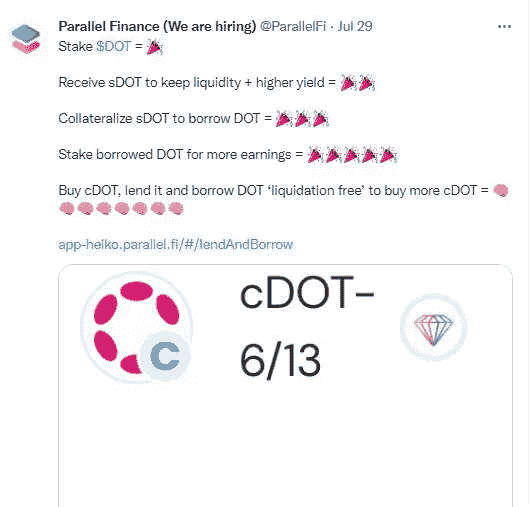 Parallel Finance (We are hiring) @ParallelFi · Jul 29 ...
Stake $DOT = 🎉
Receive sDOT to keep liquidity + higher yield = 🎉🎉
Collateralize sDOT to borrow DOT = 🎉🎉🎉
Stake borrowed DOT for more earnings = 🎉🎉🎉🎉🎉
Buy cDOT, lend it and borrow DOT ‘liquidation free’ to buy more cDOT = 🧠
🧠🧠🧠🧠🧠🧠🧠
app-heiko.parallel.fi/#/lendAndBorrow
cDOT-
6/13
C